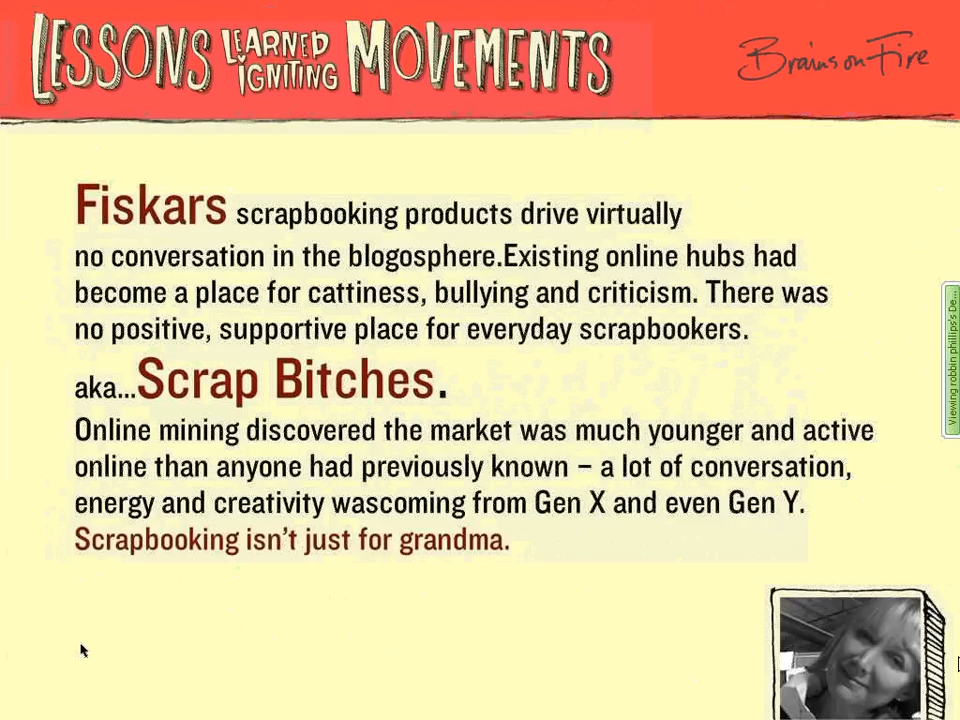 LESSONS LEARNED IGNITING MOVEMENTS
Brains on Fire
Fiskars scrapbooking products drive virtually
no conversation in the blogosphere.Existing online hubs had
become a place for cattiness, bullying and criticism. There was
no positive, supportive place for everyday scrapbookers.
aka...Scrap Bitches.
Online mining discovered the market was much younger and active
online than anyone had previously known – a lot of conversation,
energy and creativity wascoming from Gen X and even Gen Y.
Scrapbooking isn't just for grandma.
Viewing robbin phillips's De...